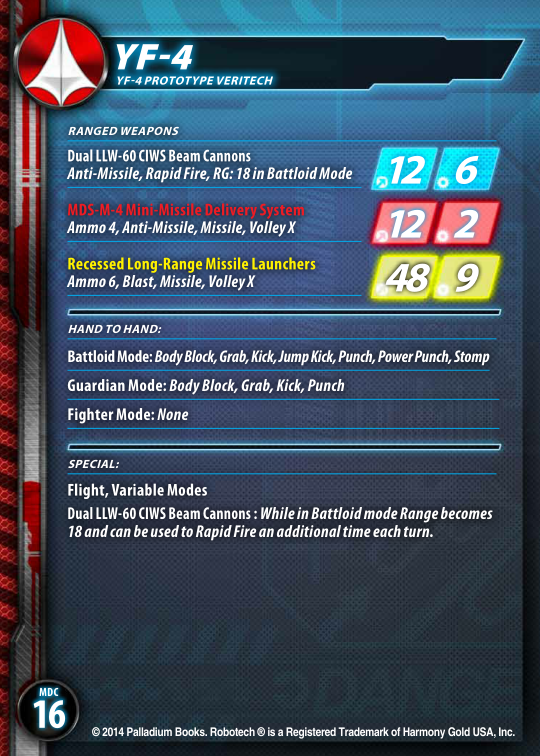 YF-4
YF-4 PROTOTYPE VERITECH
RANGED WEAPONS
Dual LLW-60 CIWS Beam Cannons
Anti-Missile, Rapid Fire, RG: 18 in Battloid Mode
12 6
MDS-M-4 Mini-Missile Delivery System
Ammo 4, Anti-Missile, Missile, Volley X
12 2
Recessed Long-Range Missile Launchers
Ammo 6, Blast, Missile, Volley X
48 9
HAND TO HAND:
Battloid Mode: Body Block, Grab, Kick, Jump Kick, Punch, Power Punch, Stomp
Guardian Mode: Body Block, Grab, Kick, Punch
Fighter Mode: None
SPECIAL:
Flight, Variable Modes
Dual LLW-60 CIWS Beam Cannons : While in Battloid mode Range becomes
18 and can be used to Rapid Fire an additional time each turn.
MDC
16
© 2014 Palladium Books. Robotech ® is a Registered Trademark of Harmony Gold USA, Inc.